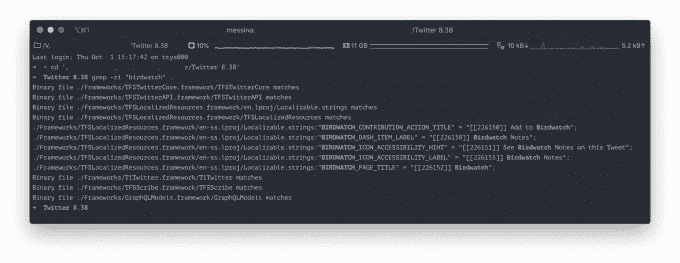 ⌥⌘1 messina: /Twitter 8.38
/V. 'Twitter 8.38 10% 11 GB 10 kB↓ 5.2 kB↑
Last login: Thu Oct 1 15:17:42 on ttys000
→ ~ cd ', r/Twitter 8.38'
→ Twitter 8.38 grep -ri "birdwatch" .
Binary file ./Frameworks/TFSTwitterCore.framework/TFSTwitterCore matches
Binary file ./Frameworks/TFSTwitterAPI.framework/TFSTwitterAPI matches
Binary file ./Frameworks/TFSLocalizedResources.framework/en.lproj/Localizable.strings matches
Binary file ./Frameworks/TFSLocalizedResources.framework/TFSLocalizedResources matches
./Frameworks/TFSLocalizedResources.framework/en-ss.lproj/Localizable.strings:"BIRDWATCH_CONTRIBUTION_ACTION_TITLE" = "[[226150]] Add to Birdwatch";
./Frameworks/TFSLocalizedResources.framework/en-ss.lproj/Localizable.strings:"BIRDWATCH_DASH_ITEM_LABEL" = "[[226158]] Birdwatch Notes";
./Frameworks/TFSLocalizedResources.framework/en-ss.lproj/Localizable.strings:"BIRDWATCH_ICON_ACCESSIBILITY_HINT" = "[[226151]] See Birdwatch Notes on this Tweet";
./Frameworks/TFSLocalizedResources.framework/en-ss.lproj/Localizable.strings:"BIRDWATCH_ICON_ACCESSIBILITY_LABEL" = "[[226153]] Birdwatch Notes";
./Frameworks/TFSLocalizedResources.framework/en-ss.lproj/Localizable.strings:"BIRDWATCH_PAGE_TITLE" = "[[226152]] Birdwatch";
Binary file ./Frameworks/T1Twitter.framework/T1Twitter matches
Binary file ./Frameworks/TFSScribe.framework/TFSScribe matches
Binary file ./Frameworks/GraphQLModels.framework/GraphQLModels matches
→ Twitter 8.38